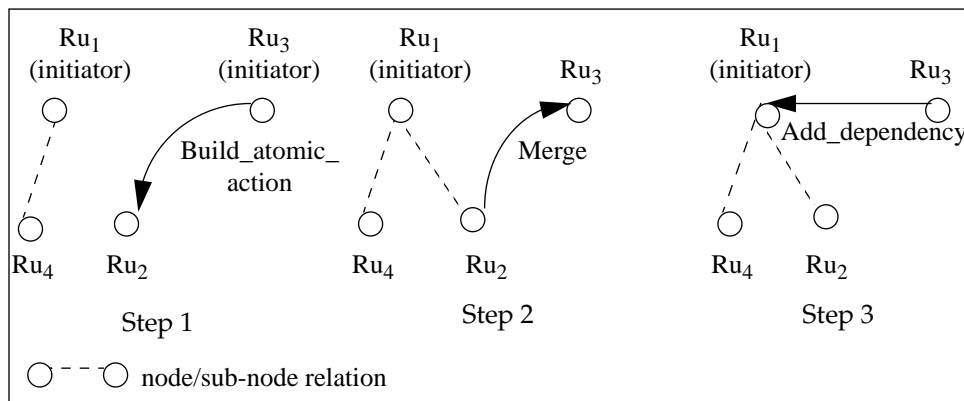 Ru1
(initiator)
Ru3
(initiator)
Build_atomic_
action
Ru4
Ru2
Step 1
Ru1
(initiator)
Ru3
Merge
Ru4
Ru2
Step 2
Ru1
(initiator)
Ru3
Add_dependency
Ru4
Ru2
Step 3
node/sub-node relation